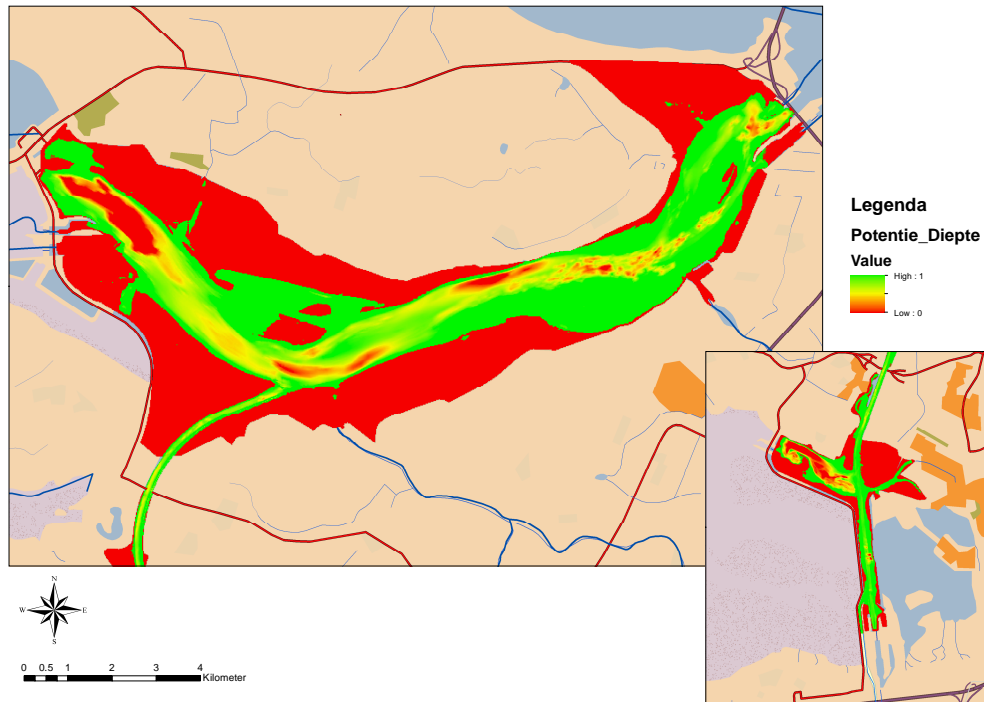 Legenda
Potentie_Diepte
Value
High : 1
Low : 0
N
W E
S
0 0.5 1 2 3 4
Kilometer